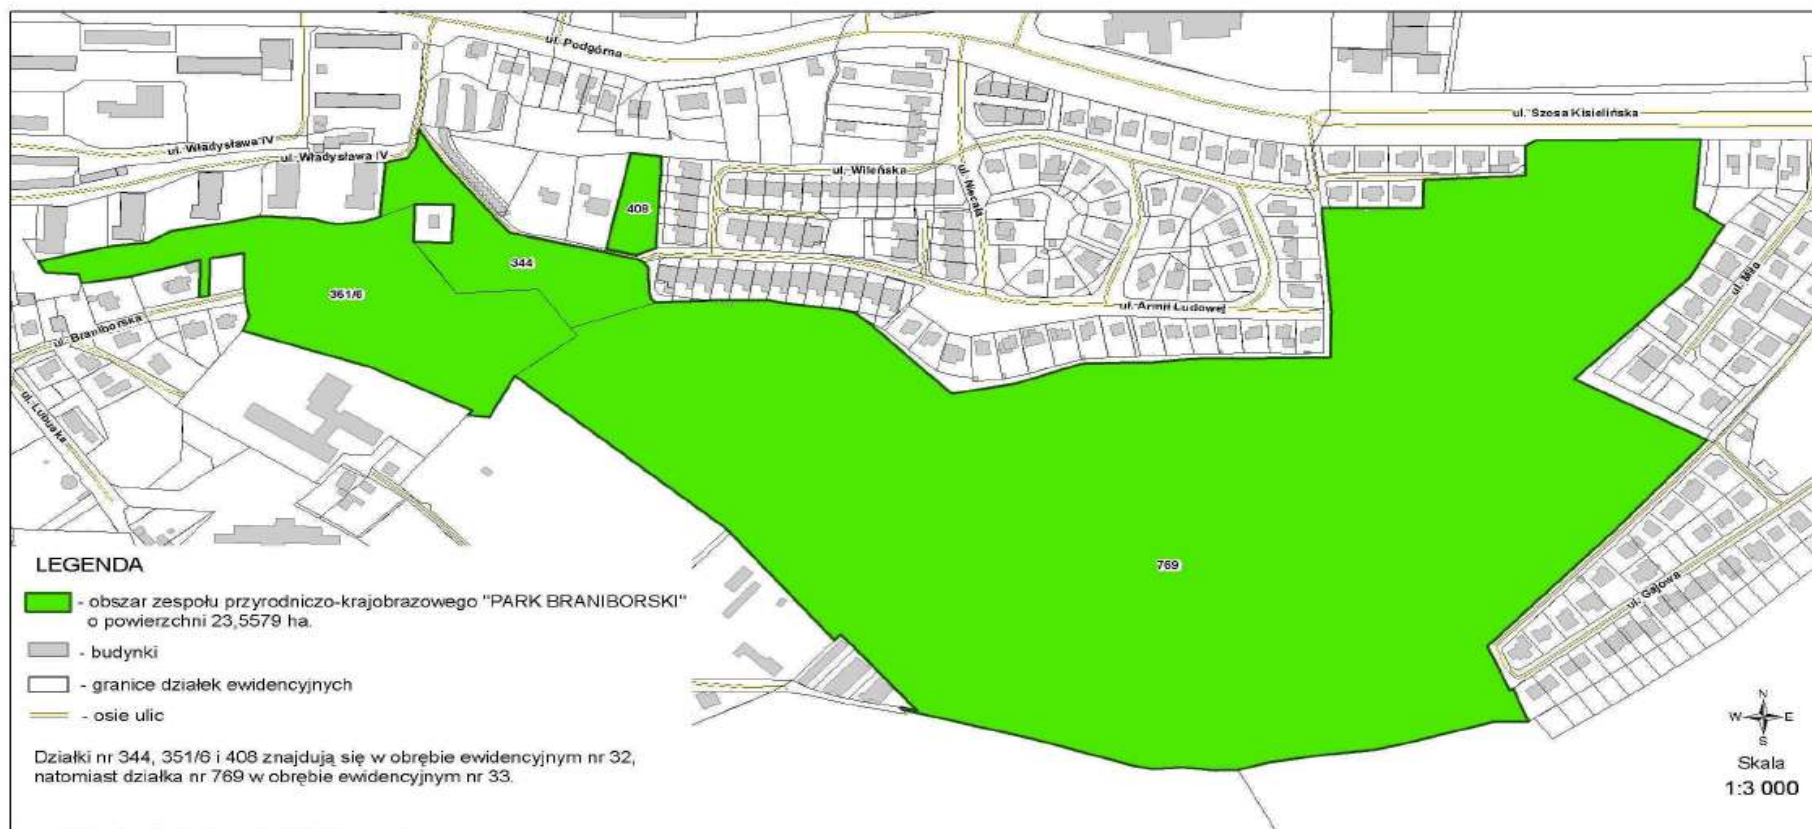 ul. Podgórna
ul. Szosa Kisielińska
ul. Władysława IV
ul. Władysława IV
ul. Wileńska
ul. Niecała
408
344
351/6
ul. Miła
ul. Armii Ludowej
ul. Braniborska
ul. Lubuska
769
ul. Gajowa
LEGENDA
- obszar zespołu przyrodniczo-krajobrazowego "PARK BRANIBORSKI"
o powierzchni 23,5579 ha.
- budynki
- granice działek ewidencyjnych
- osie ulic
Działki nr 344, 351/6 i 408 znajdują się w obrębie ewidencyjnym nr 32,
natomiast działka nr 769 w obrębie ewidencyjnym nr 33.
N
W E
S
Skala
1:3 000